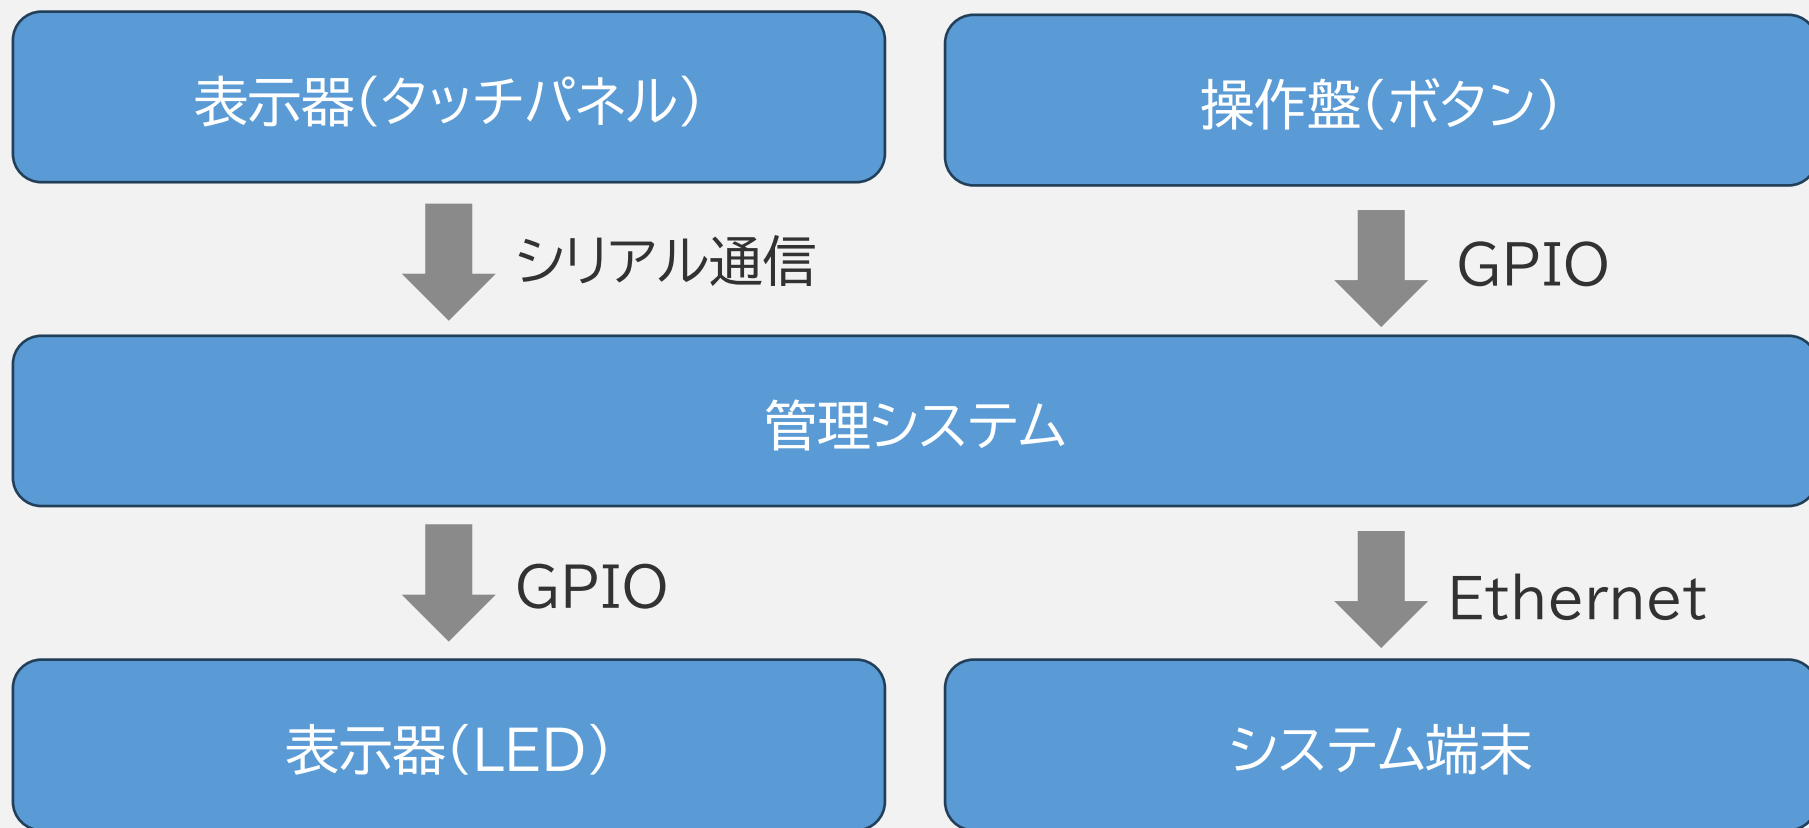 表示器(タッチパネル)
操作盤(ボタン)
シリアル通信
GPIO
管理システム
GPIO
Ethernet
表示器(LED)
システム端末